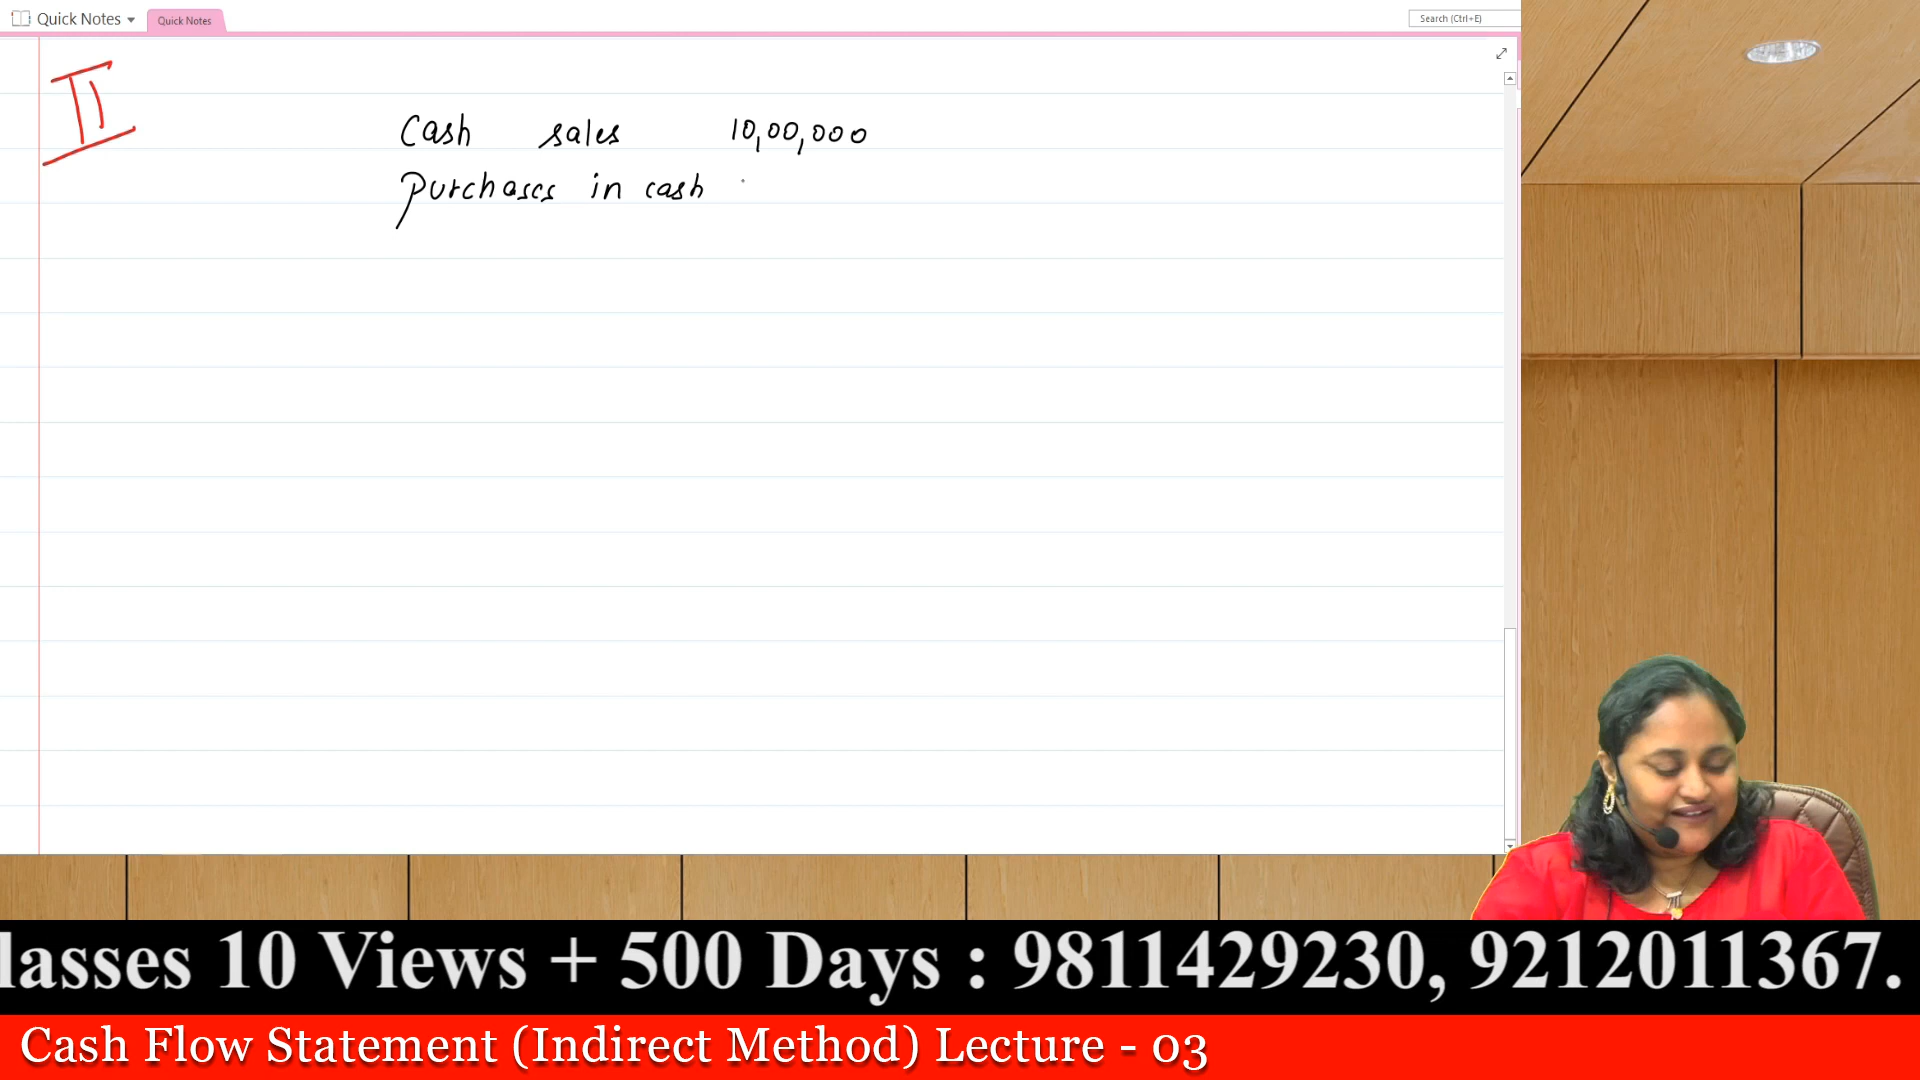 Quick Notes
Quick Notes
Search (Ctrl+E)
II
Cash sales 10,00,000
Purchases in cash
lasses 10 Views + 500 Days : 9811429230, 9212011367.
Cash Flow Statement (Indirect Method) Lecture - 03